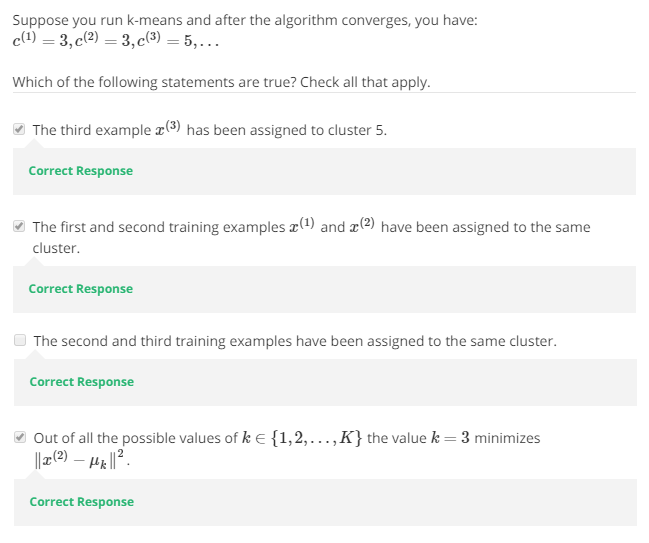 Suppose you run k-means and after the algorithm converges, you have:
c⁽¹⁾ = 3, c⁽²⁾ = 3, c⁽³⁾ = 5, . . .
Which of the following statements are true? Check all that apply.
The third example x⁽³⁾ has been assigned to cluster 5.
Correct Response
The first and second training examples x⁽¹⁾ and x⁽²⁾ have been assigned to the same
cluster.
Correct Response
The second and third training examples have been assigned to the same cluster.
Correct Response
Out of all the possible values of k ∈ {1, 2, . . . , K} the value k = 3 minimizes
‖x⁽²⁾ − μₖ‖².
Correct Response